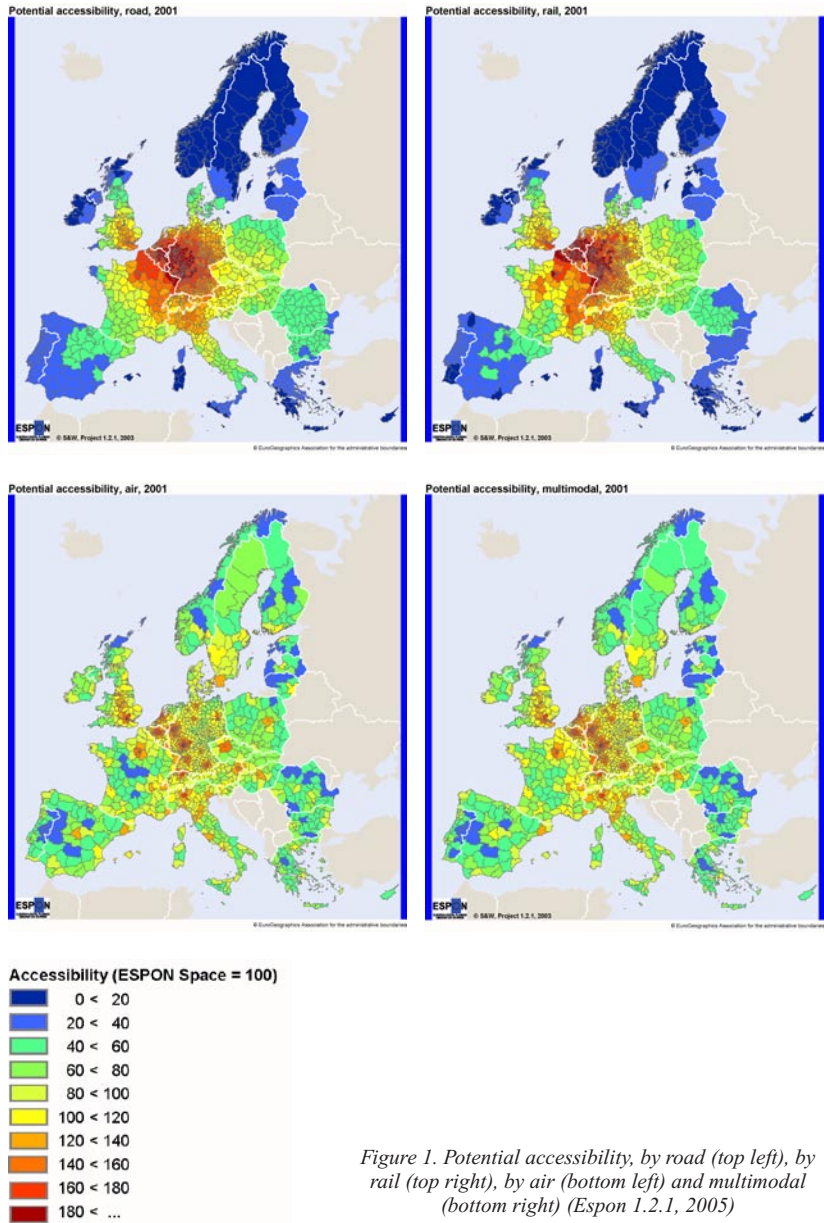 Potential accessibility, road, 2001
Potential accessibility, rail, 2001
ESPON
© S&W, Project 1.2.1, 2003
© EuroGeographics Association for the administrative boundaries
ESPON
© S&W, Project 1.2.1, 2003
© EuroGeographics Association for the administrative boundaries
Potential accessibility, air, 2001
Potential accessibility, multimodal, 2001
ESPON
© EuroGeographics Association for the administrative boundaries
ESPON
© S&W, Project 1.2.1, 2003
© EuroGeographics Association for the administrative boundaries
Accessibility (ESPON Space = 100)
0 < 20
20 < 40
40 < 60
60 < 80
80 < 100
100 < 120
120 < 140
140 < 160
160 < 180
180 < ...
Figure 1. Potential accessibility, by road (top left), by
rail (top right), by air (bottom left) and multimodal
(bottom right) (Espon 1.2.1, 2005)